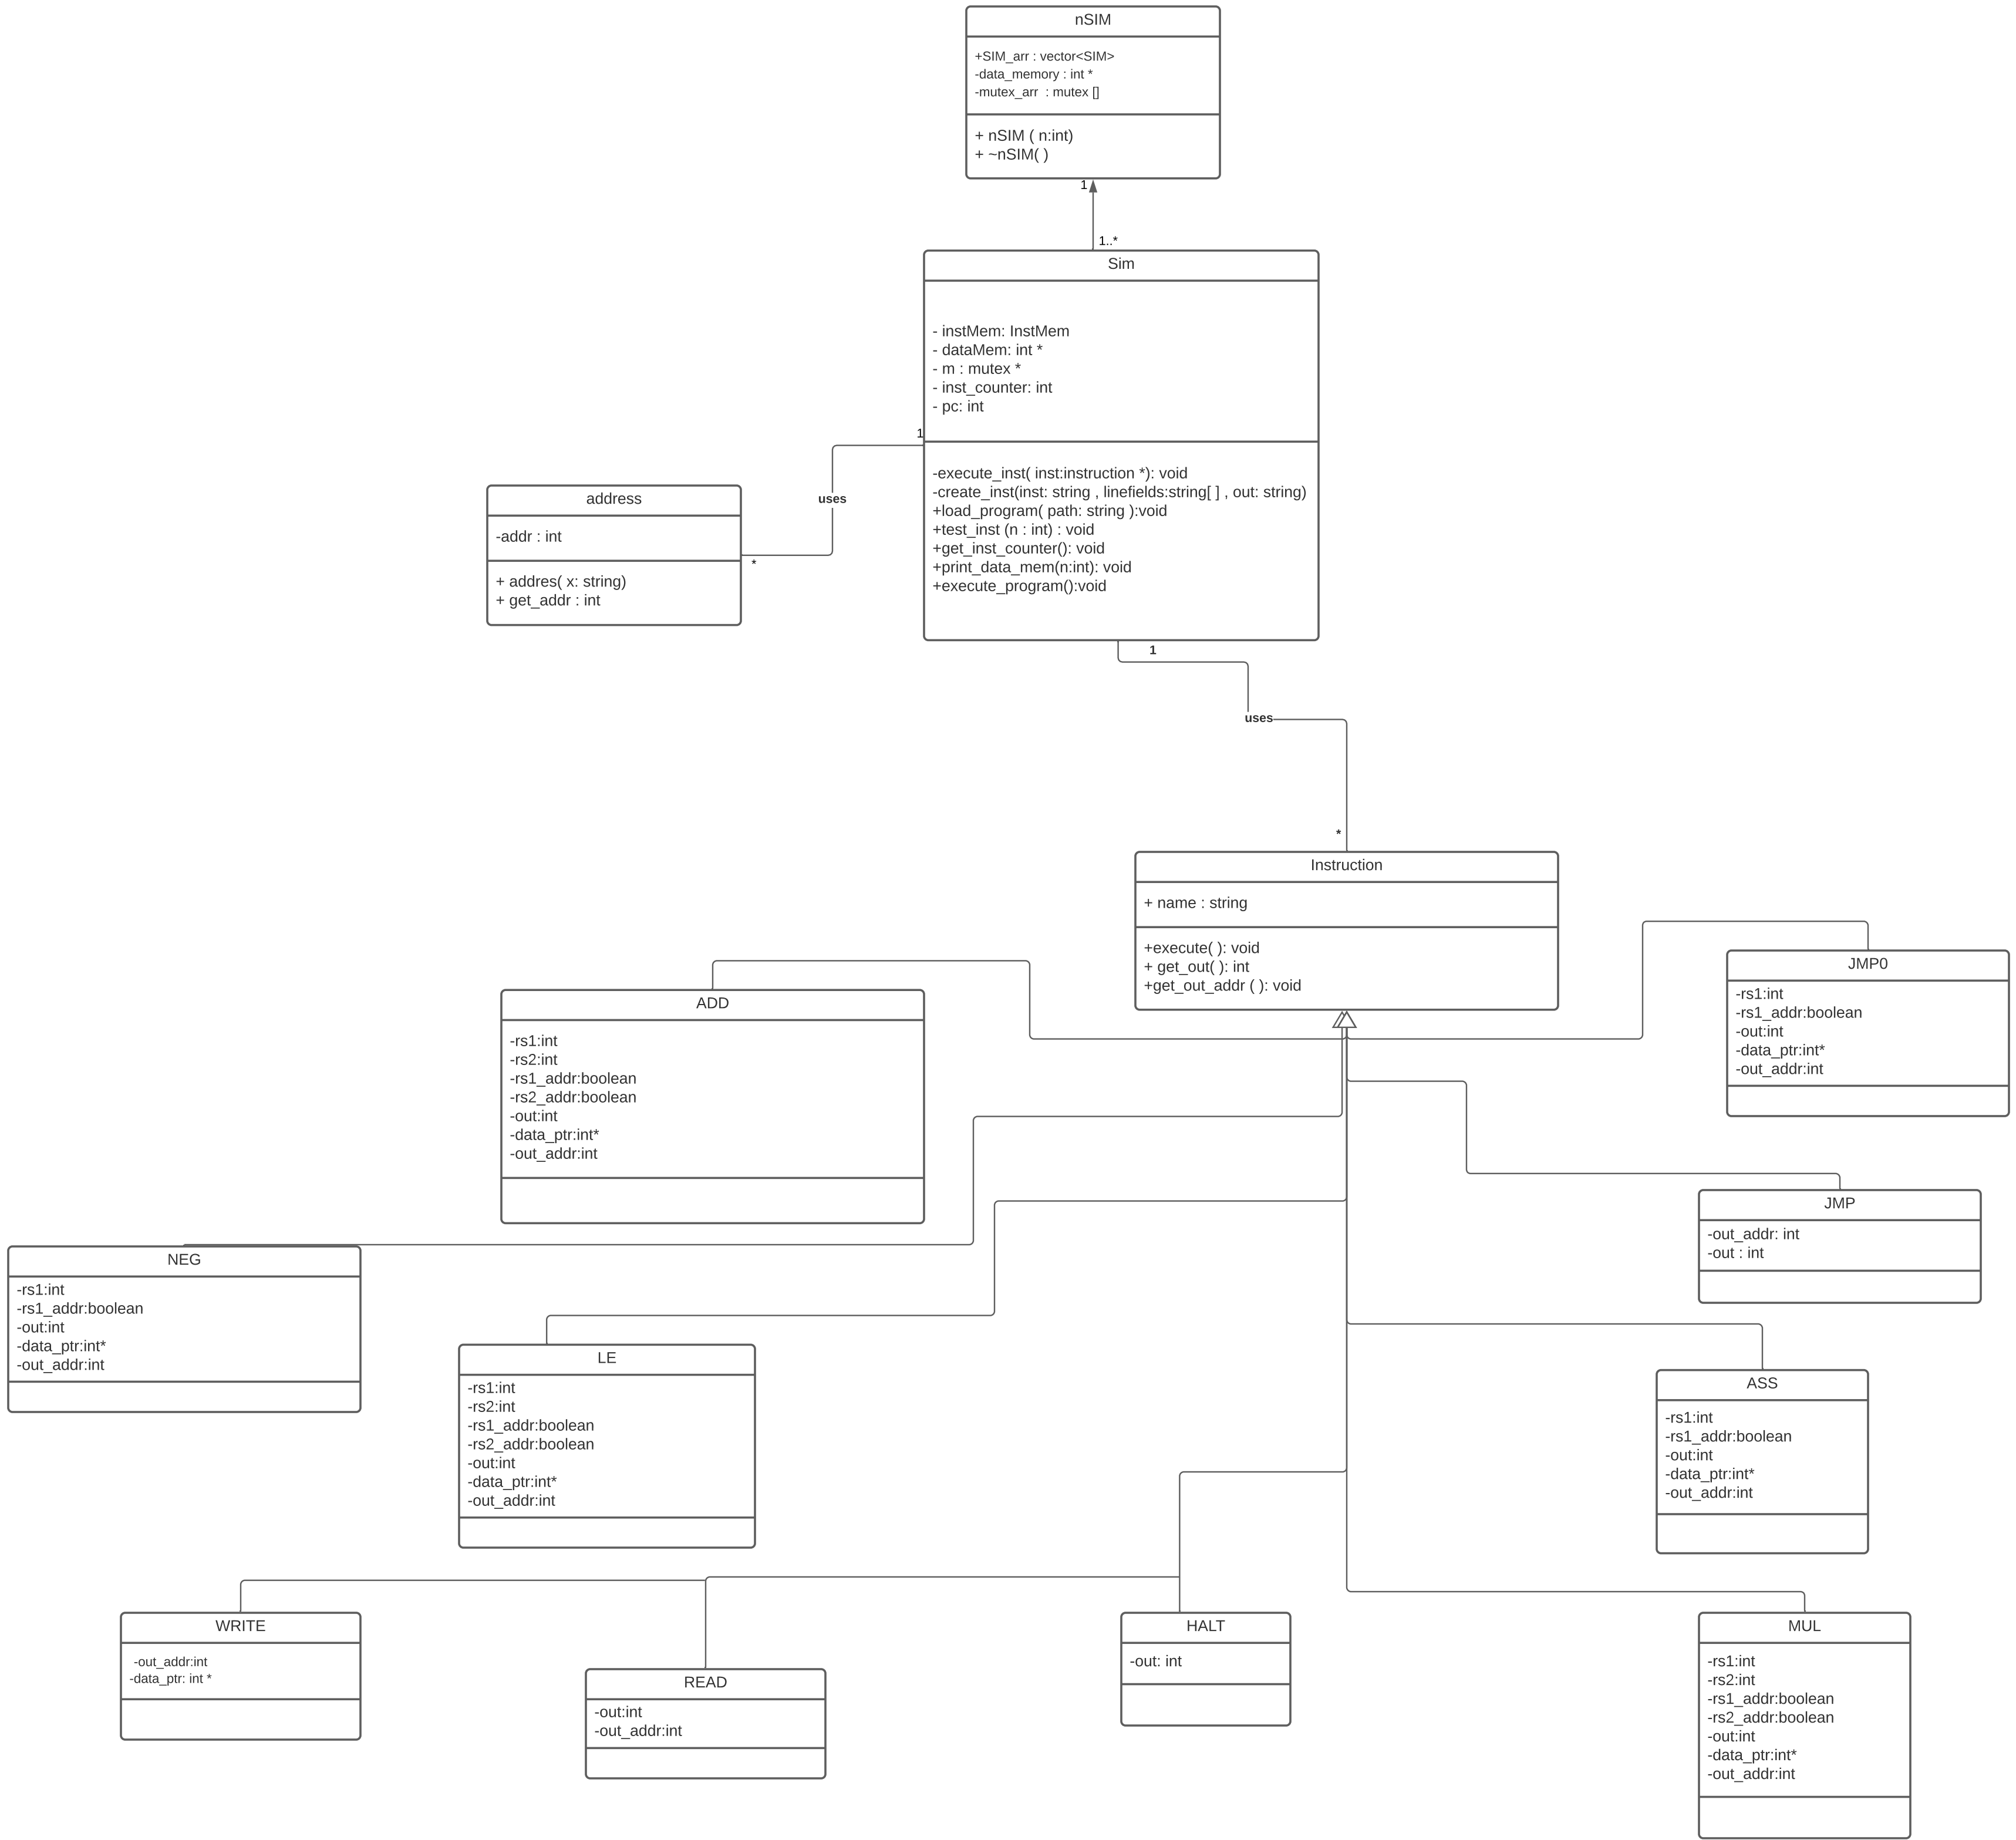 nSIM
+SIM_arr : vector<SIM>
-data_memory : int *
-mutex_arr  : mutex []
+ nSIM ( n:int)
+ ~nSIM( )
1
1..*
Sim
- instMem: InstMem
- dataMem: int *
- m : mutex *
- inst_counter: int
- pc: int
-execute_inst( inst:instruction *): void
-create_inst(inst: string , linefields:string[ ] , out: string)
+load_program( path: string ):void
+test_inst (n : int) : void
+get_inst_counter(): void
+print_data_mem(n:int): void
+execute_program():void
1
uses
*
address
-addr : int
+ addres( x: string)
+ get_addr : int
1
uses
*
Instruction
+ name : string
+execute( ): void
+ get_out( ): int
+get_out_addr ( ): void
JMP0
-rs1:int
-rs1_addr:boolean
-out:int
-data_ptr:int*
-out_addr:int
ADD
-rs1:int
-rs2:int
-rs1_addr:boolean
-rs2_addr:boolean
-out:int
-data_ptr:int*
-out_addr:int
JMP
-out_addr: int
-out : int
NEG
-rs1:int
-rs1_addr:boolean
-out:int
-data_ptr:int*
-out_addr:int
LE
-rs1:int
-rs2:int
-rs1_addr:boolean
-rs2_addr:boolean
-out:int
-data_ptr:int*
-out_addr:int
ASS
-rs1:int
-rs1_addr:boolean
-out:int
-data_ptr:int*
-out_addr:int
WRITE
-out_addr:int
-data_ptr: int *
READ
-out:int
-out_addr:int
HALT
-out: int
MUL
-rs1:int
-rs2:int
-rs1_addr:boolean
-rs2_addr:boolean
-out:int
-data_ptr:int*
-out_addr:int